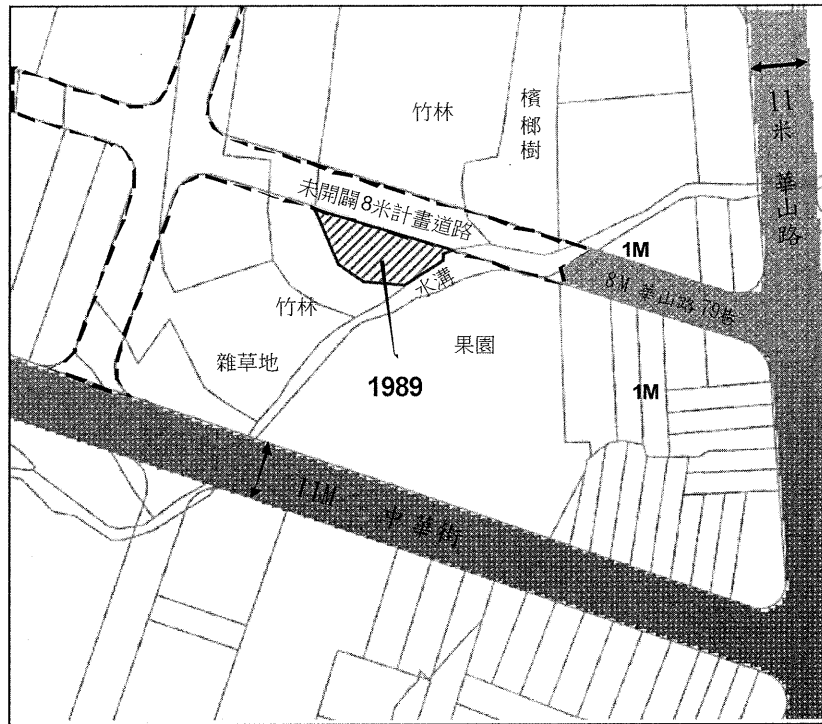 竹林
檳榔樹
11米 華山路
未開闢8米計畫道路
1M
8M 華山路79巷
水溝
竹林
果園
雜草地
1989
1M
11M 中華街